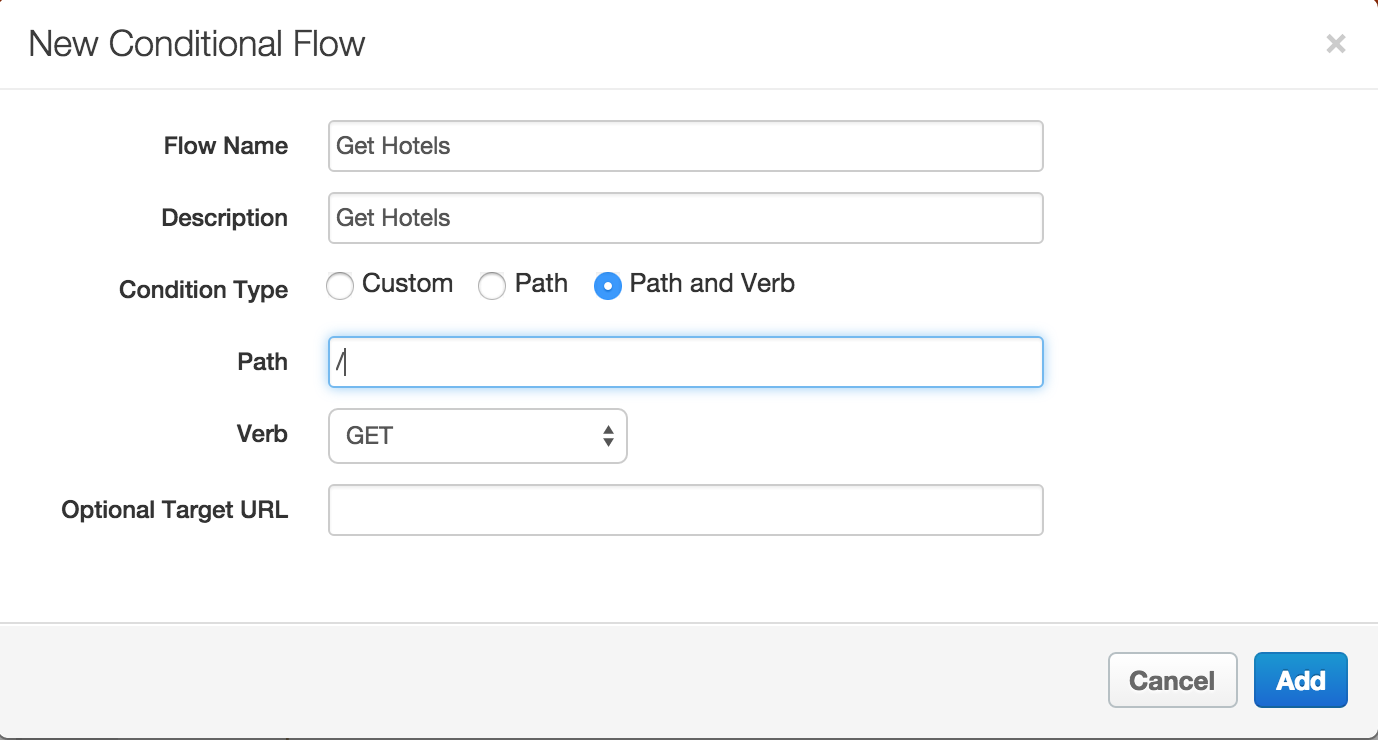 New Conditional Flow ×
Flow Name Get Hotels
Description Get Hotels
Condition Type Custom Path Path and Verb
Path /
Verb GET
Optional Target URL
Cancel Add